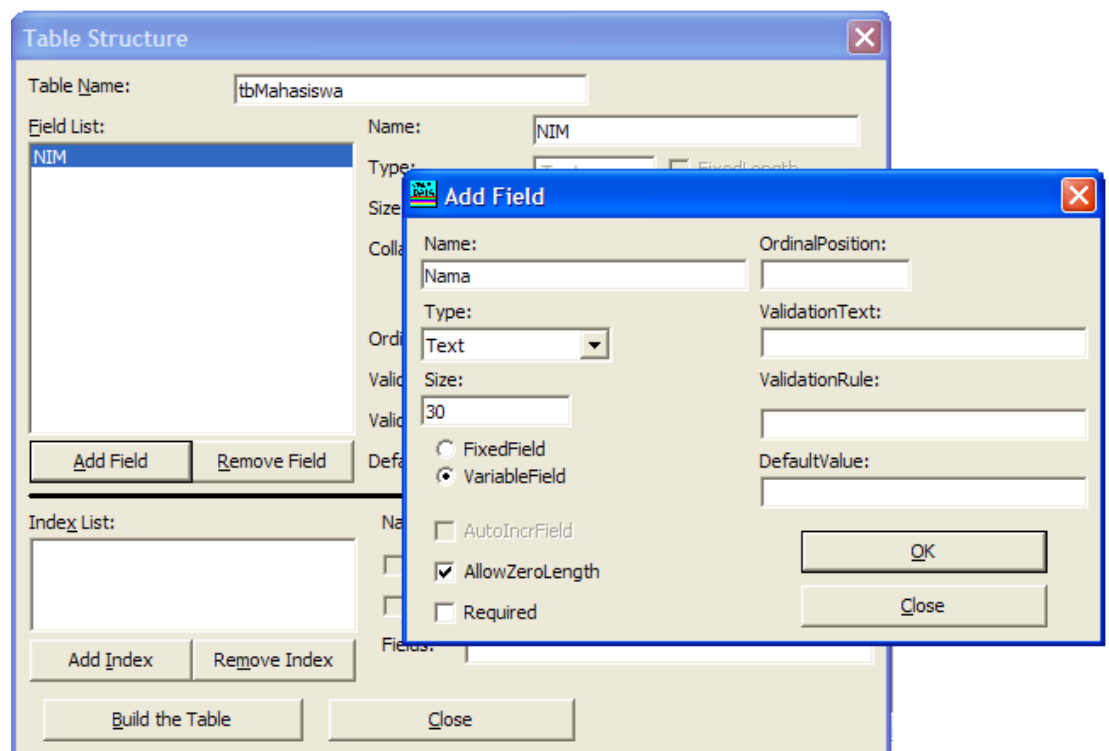 Table Structure
Table Name:
tbMahasiswa
Field List:
NIM
Name:
NIM
Type:
Size
Add Field
Remove Field
Index List:
Add Index
Remove Index
Fields:
Build the Table
Close
Add Field
Name:
Nama
OrdinalPosition:
Type:
Text
ValidationText:
Size:
30
ValidationRule:
FixedField
VariableField
DefaultValue:
AutoIncrField
AllowZeroLength
Required
OK
Close